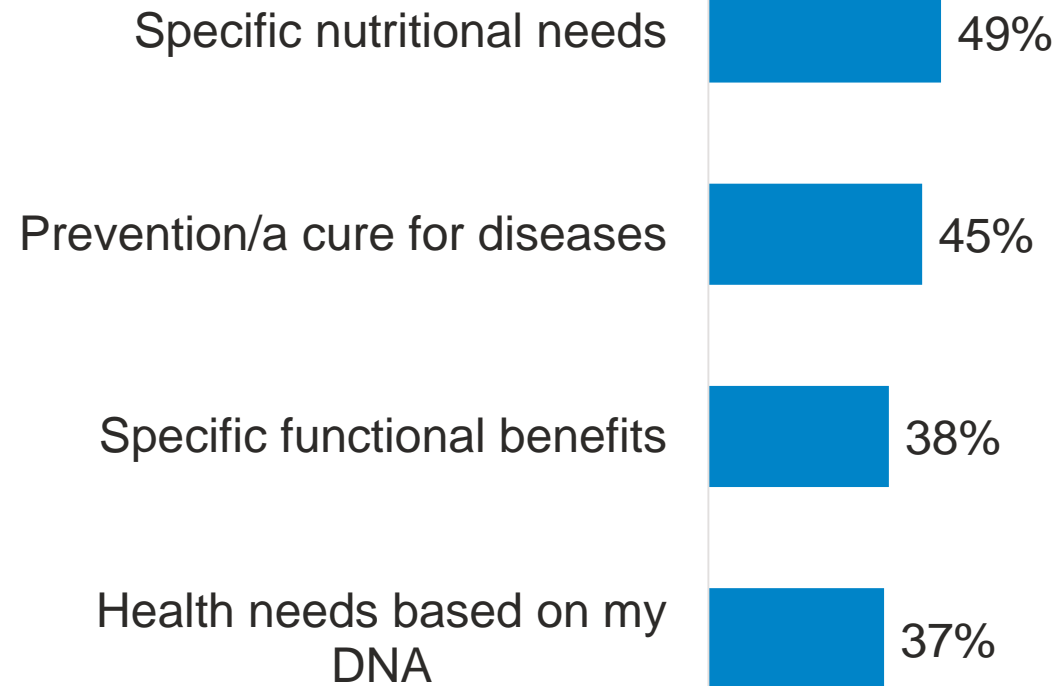 Specific nutritional needs 49%
Prevention/a cure for diseases 45%
Specific functional benefits 38%
Health needs based on my
DNA
37%